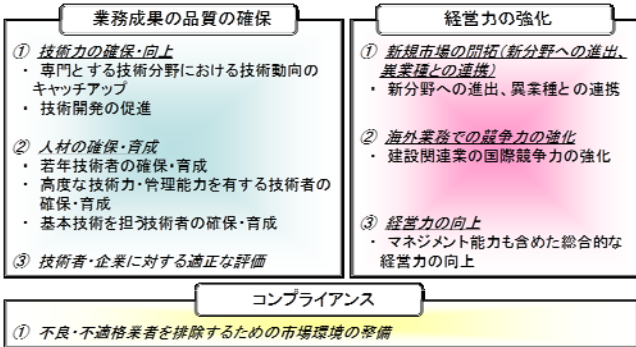 業務成果の品質の確保
① 技術力の確保・向上
・ 専門とする技術分野における技術動向の
キャッチアップ
・ 技術開発の促進
② 人材の確保・育成
・ 若年技術者の確保・育成
・ 高度な技術力・管理能力を有する技術者の
確保・育成
・ 基本技術を担う技術者の確保・育成
③ 技術者・企業に対する適正な評価
経営力の強化
① 新規市場の開拓(新分野への進出、
異業種との連携)
・ 新分野への進出、異業種との連携
② 海外業務での競争力の強化
・ 建設関連業の国際競争力の強化
③ 経営力の向上
・ マネジメント能力も含めた総合的な
経営力の向上
コンプライアンス
① 不良・不適格業者を排除するための市場環境の整備